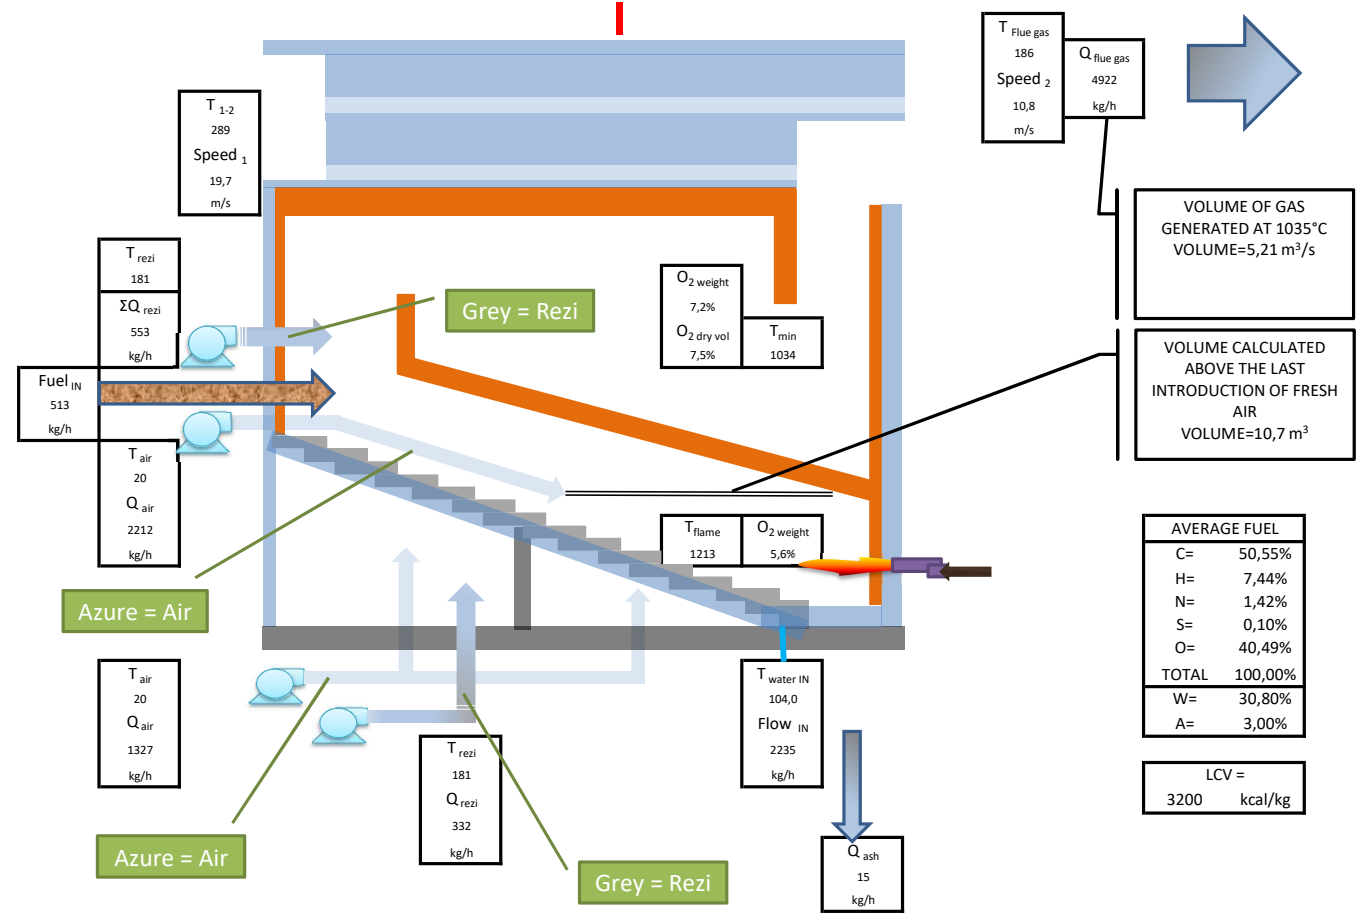 T Flue gas
186
Speed 2
10,8
m/s
Q flue gas
4922
kg/h
T 1-2
289
Speed 1
19,7
m/s
VOLUME OF GAS
GENERATED AT 1035°C
VOLUME=5,21 m³/s
T rezi
181
ΣQ rezi
553
kg/h
Grey = Rezi
O2 weight
7,2%
O2 dry vol
7,5%
Tmin
1034
VOLUME CALCULATED
ABOVE THE LAST
INTRODUCTION OF FRESH
AIR
VOLUME=10,7 m³
Fuel IN
513
kg/h
T air
20
Q air
2212
kg/h
Tflame
1213
O2 weight
5,6%
AVERAGE FUEL
C= 50,55%
H= 7,44%
N= 1,42%
S= 0,10%
O= 40,49%
TOTAL 100,00%
W= 30,80%
A= 3,00%
Azure = Air
T air
20
Q air
1327
kg/h
T water IN
104,0
Flow IN
2235
kg/h
T rezi
181
Q rezi
332
kg/h
LCV =
3200 kcal/kg
Azure = Air
Grey = Rezi
Q ash
15
kg/h